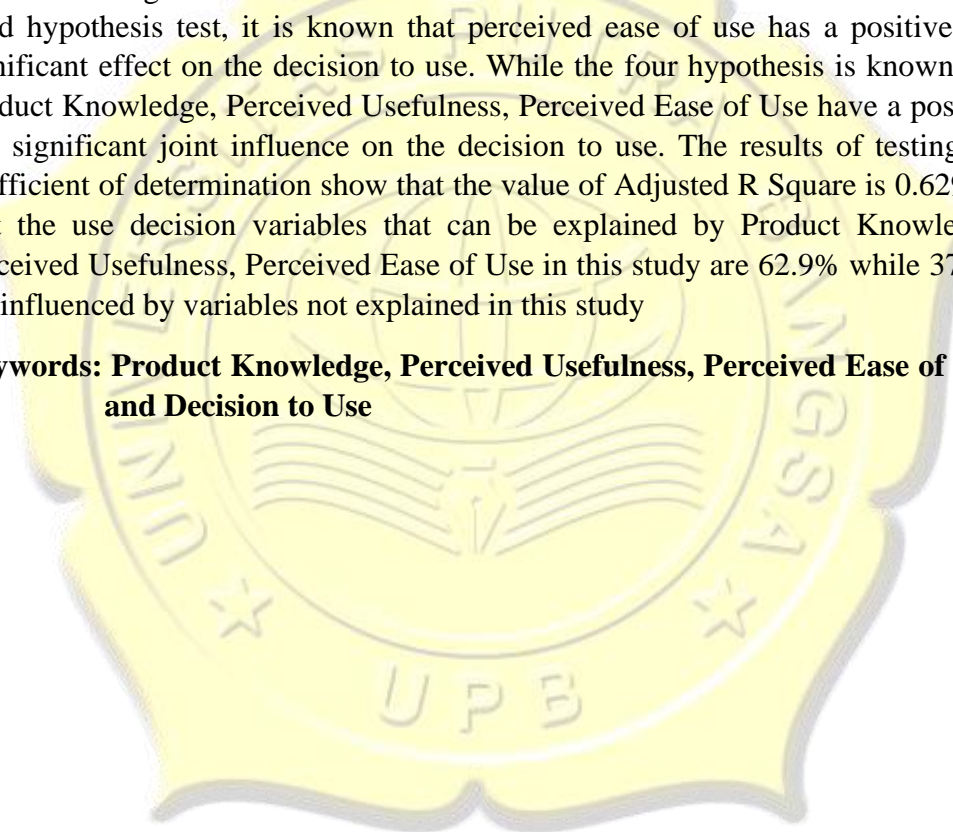 d hypothesis test, it is known that perceived ease of use has a positive
nificant effect on the decision to use. While the four hypothesis is known
duct Knowledge, Perceived Usefulness, Perceived Ease of Use have a pos
significant joint influence on the decision to use. The results of testing
fficient of determination show that the value of Adjusted R Square is 0.629
t the use decision variables that can be explained by Product Knowle
ceived Usefulness, Perceived Ease of Use in this study are 62.9% while 37
influenced by variables not explained in this study
ywords: Product Knowledge, Perceived Usefulness, Perceived Ease of
and Decision to Use
UNIVERSITAS PUTRA BANGSA
UPB